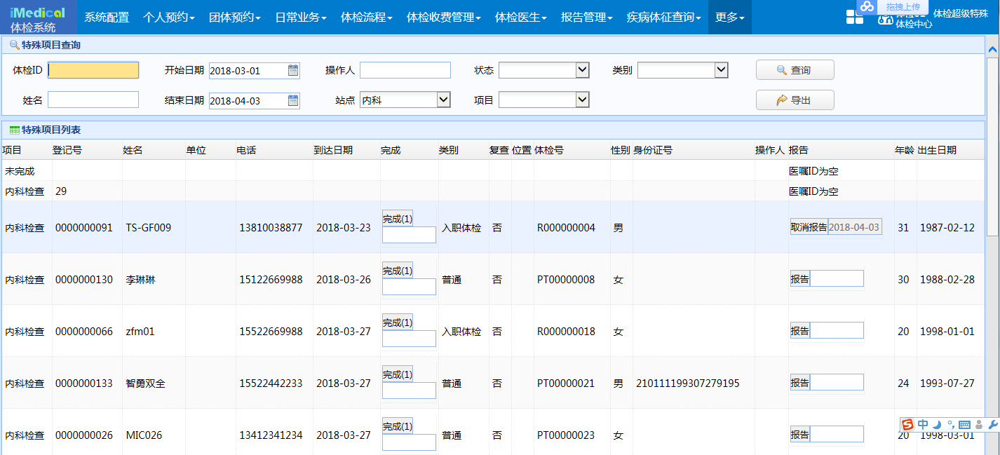 iMedical
体检系统
系统配置 个人预约 团体预约 日常业务 体检流程 体检收费管理 体检医生 报告管理 疾病体征查询 更多
拖拽上传
体检超级特殊
体检中心
特殊项目查询
体检ID 开始日期 2018-03-01 操作人 状态 类别 查询
姓名 结束日期 2018-04-03 站点 内科 项目 导出
特殊项目列表
项目 登记号 姓名 单位 电话 到达日期 完成 类别 复查 位置 体检号 性别 身份证号 操作人 报告 年龄 出生日期
未完成 医嘱ID为空
内科检查 29 医嘱ID为空
内科检查 0000000091 TS-GF009 13810038877 2018-03-23 完成(1) 入职体检 否 R000000004 男 取消报告 2018-04-03 31 1987-02-12
内科检查 0000000130 李琳琳 15122669988 2018-03-26 完成(1) 普通 否 PT00000008 女 报告 30 1988-02-28
内科检查 0000000066 zfm01 15522669988 2018-03-27 完成(1) 入职体检 否 R000000018 女 报告 20 1998-01-01
内科检查 0000000133 智勇双全 15522442233 2018-03-27 完成(1) 普通 否 PT00000021 男 210111199307279195 报告 24 1993-07-27
中
内科检查 0000000026 MIC026 13412341234 2018-03-27 完成(1) 普通 否 PT00000023 女 报告 20 1998-03-01